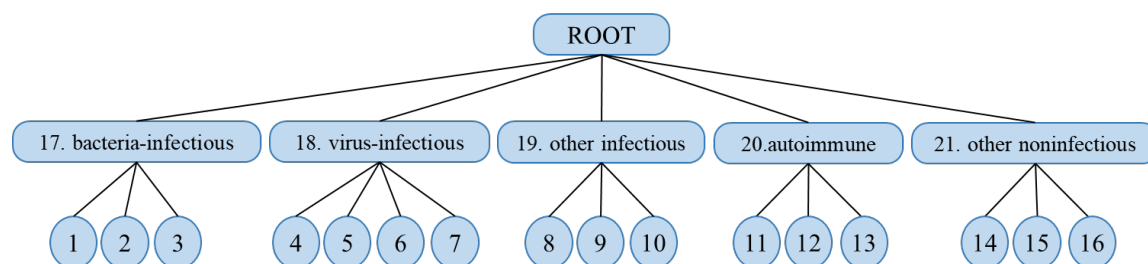 ROOT
17. bacteria-infectious
18. virus-infectious
19. other infectious
20.autoimmune
21. other noninfectious
1 2 3 4 5 6 7 8 9 10 11 12 13 14 15 16